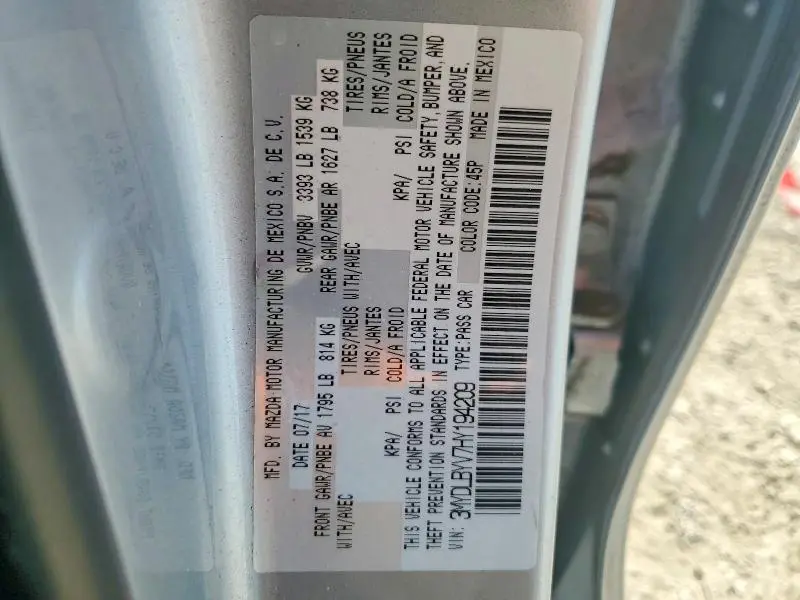 MFD. BY MAZDA MOTOR MANUFACTURING DE MEXICO S.A. DE C.V.
DATE 07/17 GVWR/PNBV 3393 LB 1539 KG
FRONT GAWR/PNBE AV 1795 LB 814 KG REAR GAWR/PNBE AR 1627 LB 738 KG
WITH/AVEC TIRES/PNEUS WITH/AVEC TIRES/PNEUS
RIMS/JANTES RIMS/JANTES
KPA/ PSI COLD/A FROID KPA/ PSI COLD/A FROID
THIS VEHICLE CONFORMS TO ALL APPLICABLE FEDERAL MOTOR VEHICLE SAFETY, BUMPER, AND
THEFT PREVENTION STANDARDS IN EFFECT ON THE DATE OF MANUFACTURE SHOWN ABOVE.
VIN: 3MYDLBYV7HY194209 TYPE:PASS CAR COLOR CODE:45P MADE IN MEXICO